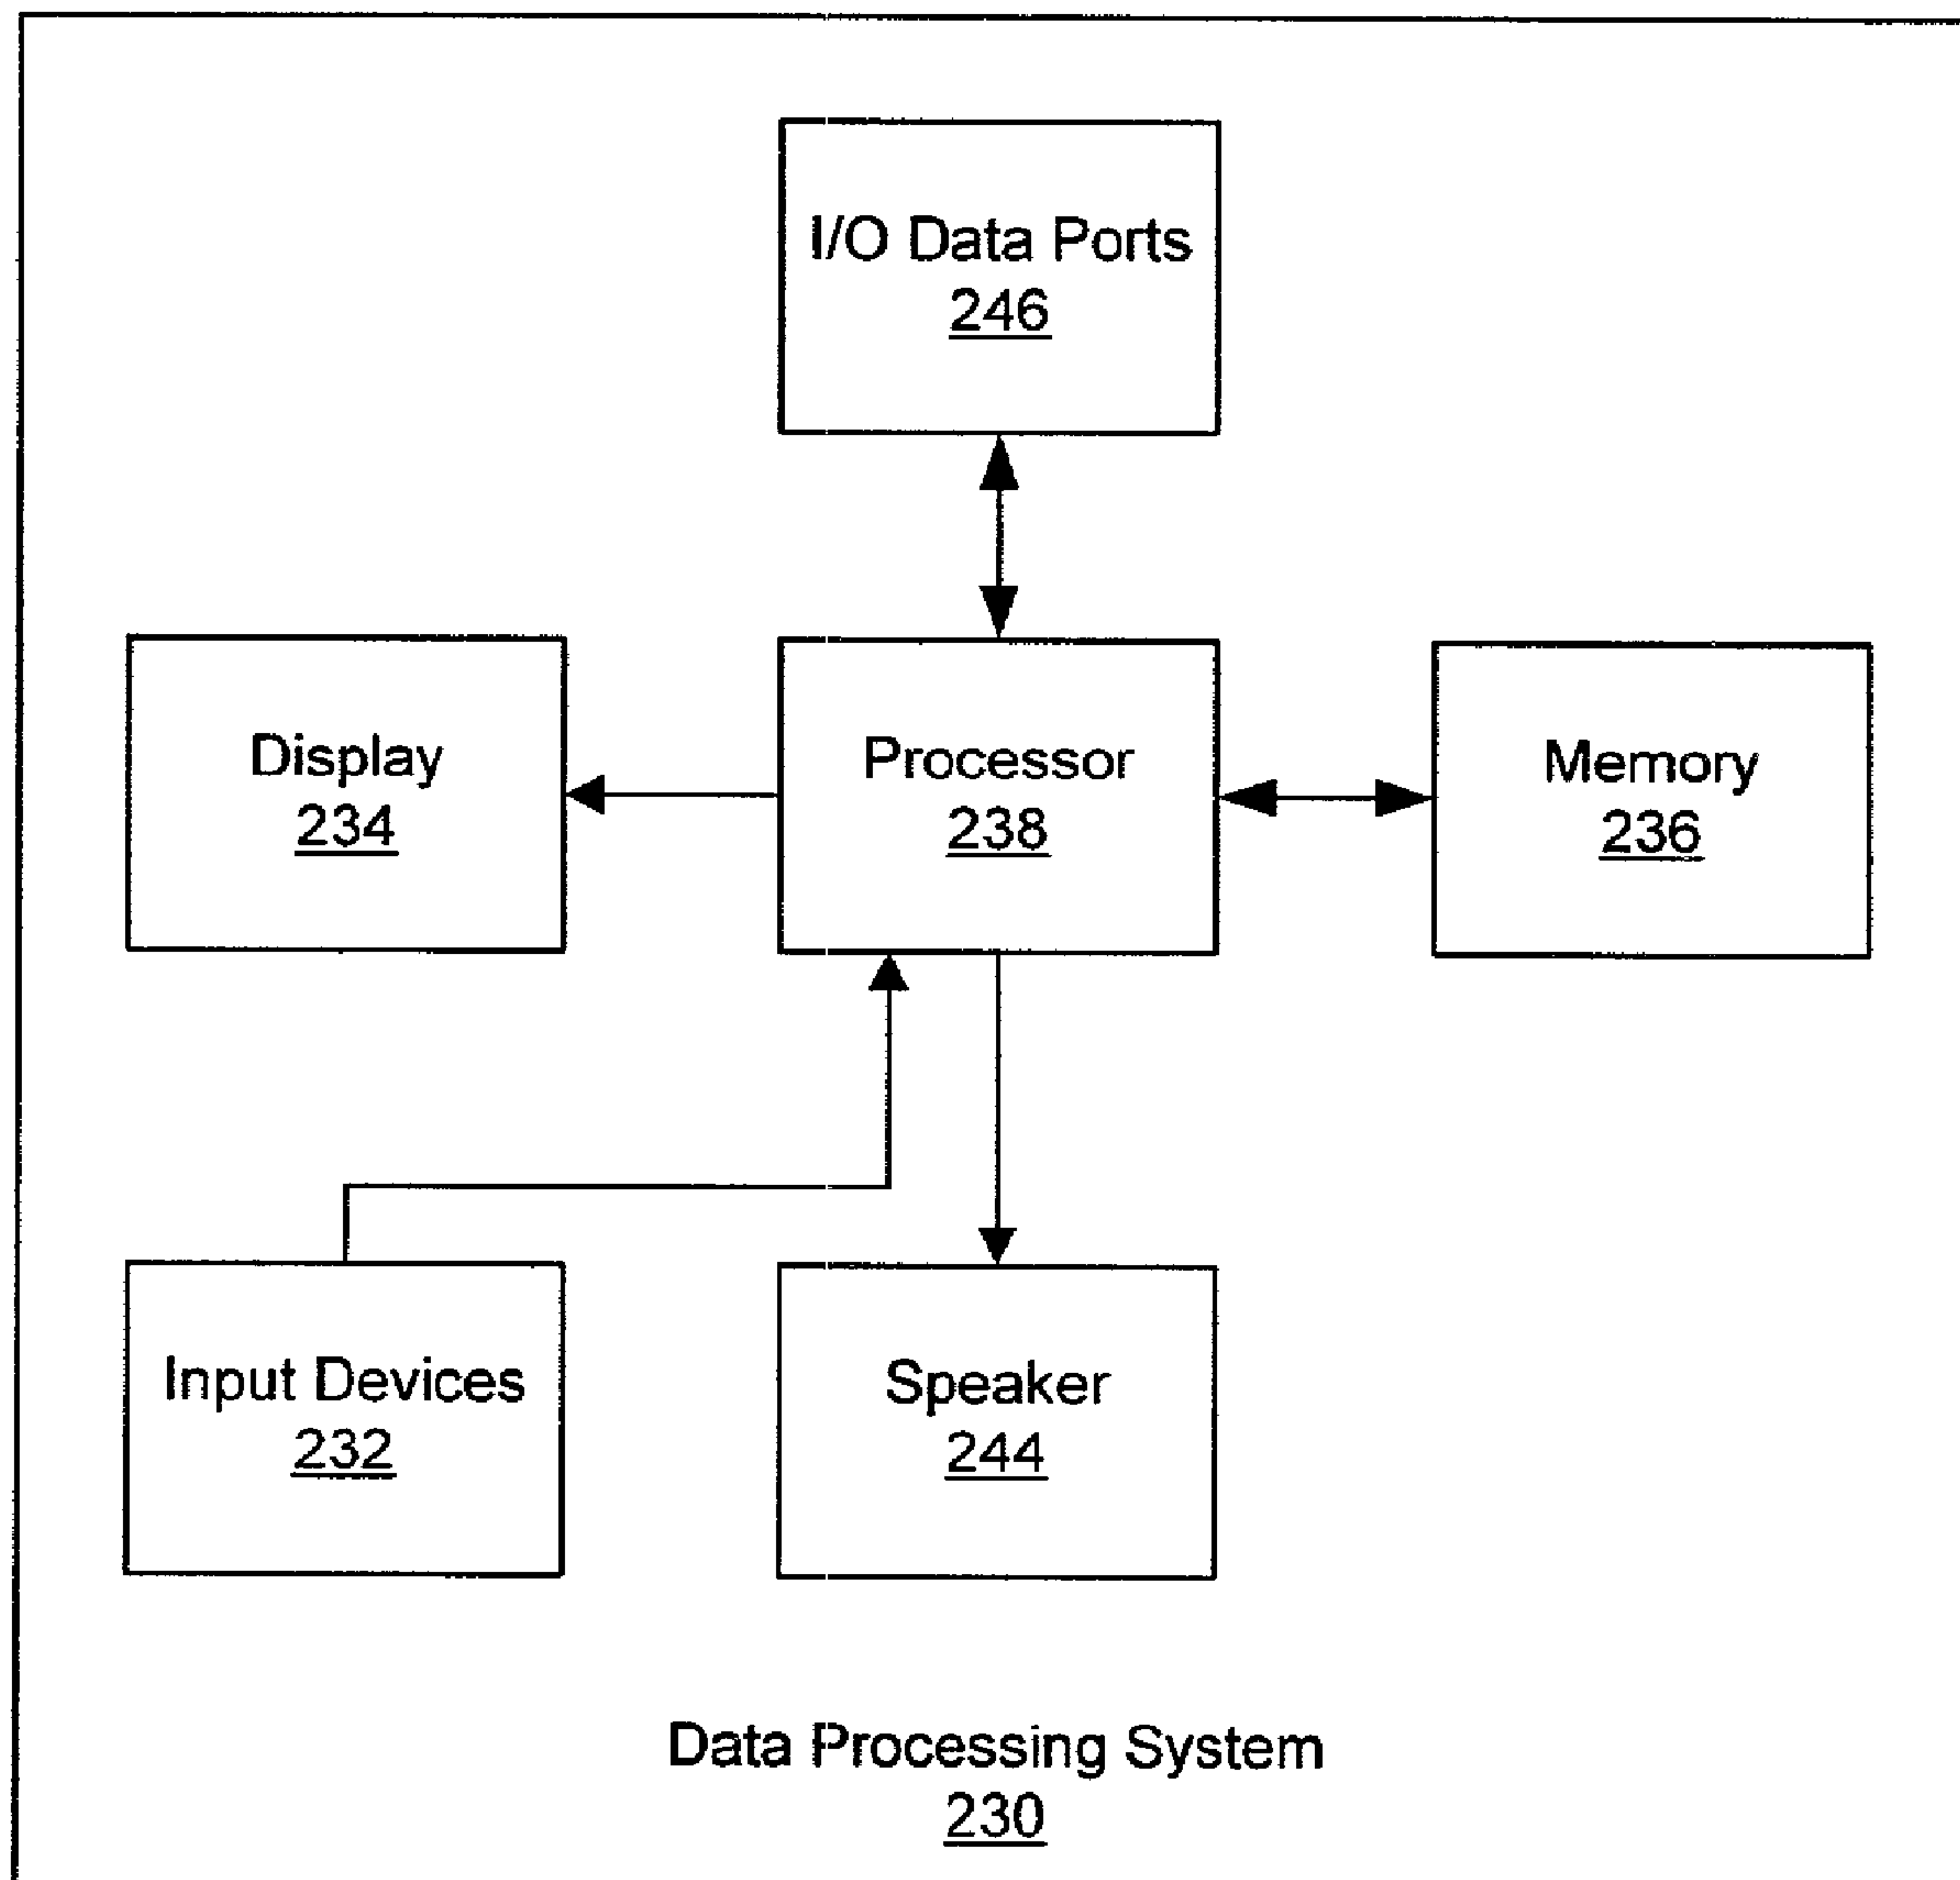 I/O Data Ports
246
Display
234
Processor
238
Memory
236
Input Devices
232
Speaker
244
Data Processing System
230